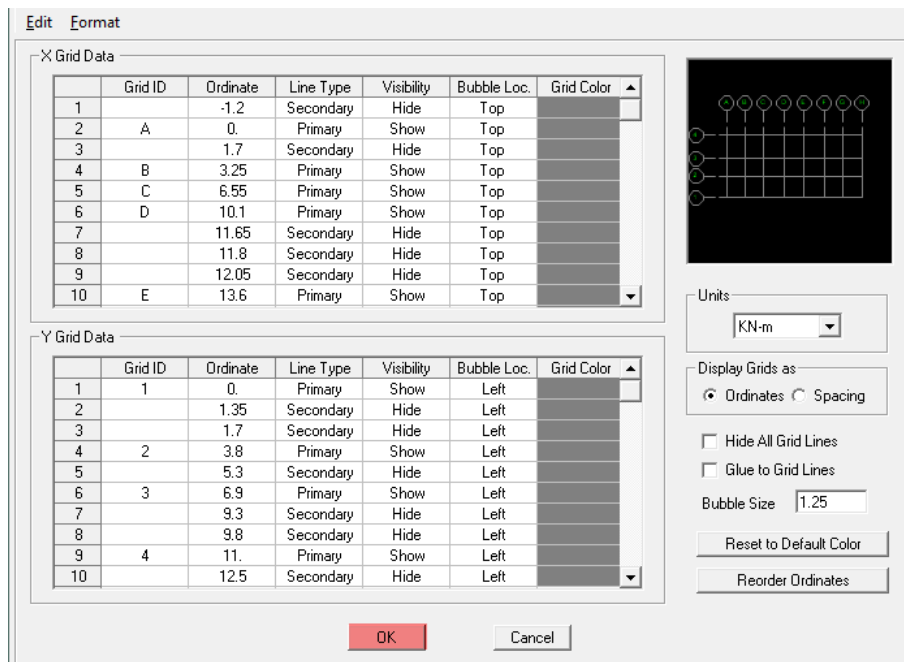 Edit Format
X Grid Data
Grid ID Ordinate Line Type Visibility Bubble Loc. Grid Color
1 -1.2 Secondary Hide Top
2 A 0. Primary Show Top
3 1.7 Secondary Hide Top
4 B 3.25 Primary Show Top
5 C 6.55 Primary Show Top
6 D 10.1 Primary Show Top
7 11.65 Secondary Hide Top
8 11.8 Secondary Hide Top
9 12.05 Secondary Hide Top
10 E 13.6 Primary Show Top
Y Grid Data
Grid ID Ordinate Line Type Visibility Bubble Loc. Grid Color
1 1 0. Primary Show Left
2 1.35 Secondary Hide Left
3 1.7 Secondary Hide Left
4 2 3.8 Primary Show Left
5 5.3 Secondary Hide Left
6 3 6.9 Primary Show Left
7 9.3 Secondary Hide Left
8 9.8 Secondary Hide Left
9 4 11. Primary Show Left
10 12.5 Secondary Hide Left
A B C D E F G H
4
3
2
1
Units
KN-m
Display Grids as
Ordinates Spacing
Hide All Grid Lines
Glue to Grid Lines
Bubble Size 1.25
Reset to Default Color
Reorder Ordinates
OK Cancel